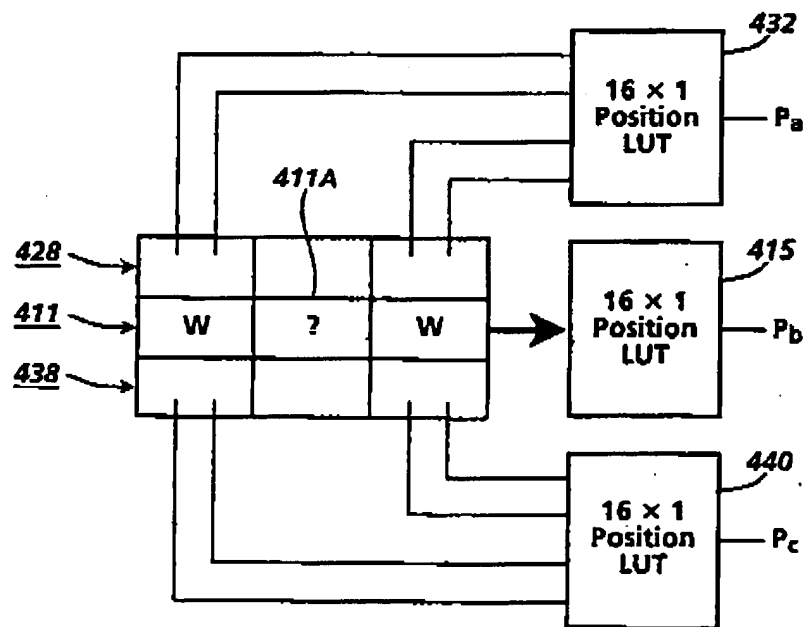 432
16 × 1
Position
LUT
Pa
411A
428
411
W
?
W
415
16 × 1
Position
LUT
Pb
438
440
16 × 1
Position
LUT
Pc